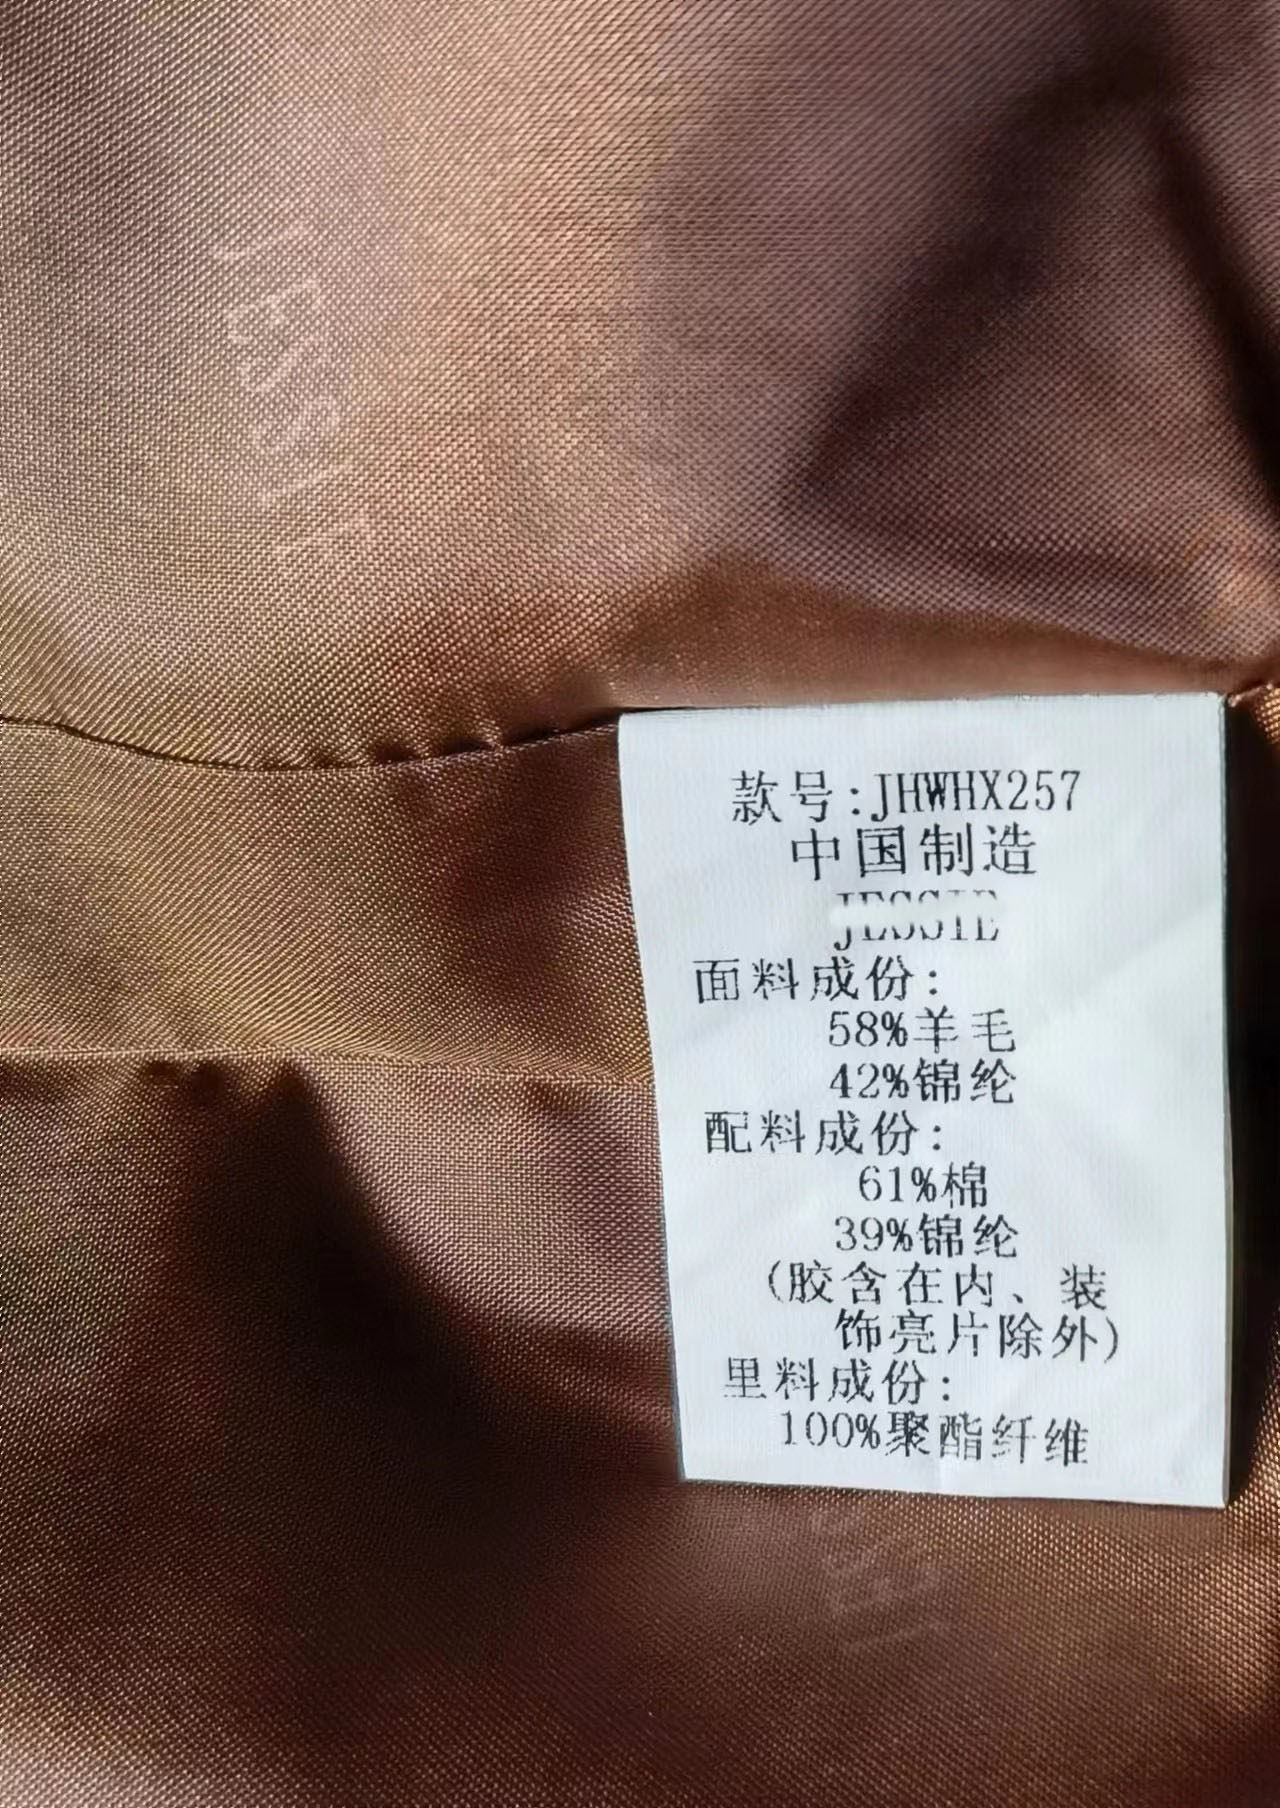 款号:JHWHX257
中国制造
JESSIE
面料成份:
58%羊毛
42%锦纶
配料成份:
61%棉
39%锦纶
(胶含在内、装
饰亮片除外)
里料成份:
100%聚酯纤维